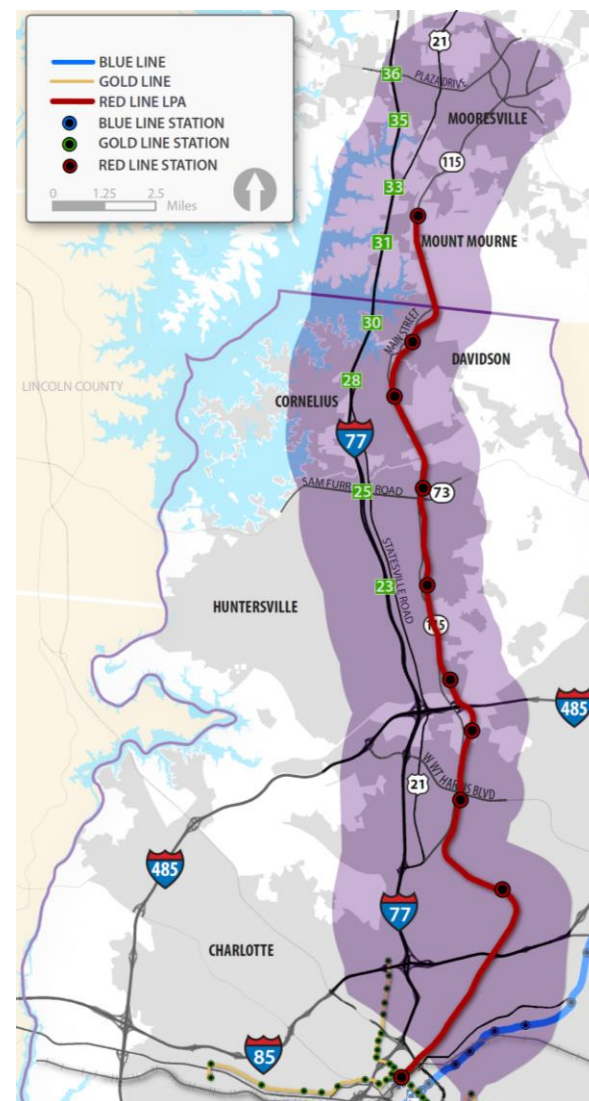 BLUE LINE
GOLD LINE
RED LINE LPA
BLUE LINE STATION
GOLD LINE STATION
RED LINE STATION
0 1.25 2.5
Miles
21
36
PLAZA DRIVE
35
MOORESVILLE
115
33
MOUNT MOURNE
31
30
MAIN STREET
DAVIDSON
LINCOLN COUNTY
28
CORNELIUS
77
SAM FURR ROAD
25
73
STATESVILLE ROAD
23
HUNTERSVILLE
115
485
W WT HARRIS BLVD
21
485
77
CHARLOTTE
85